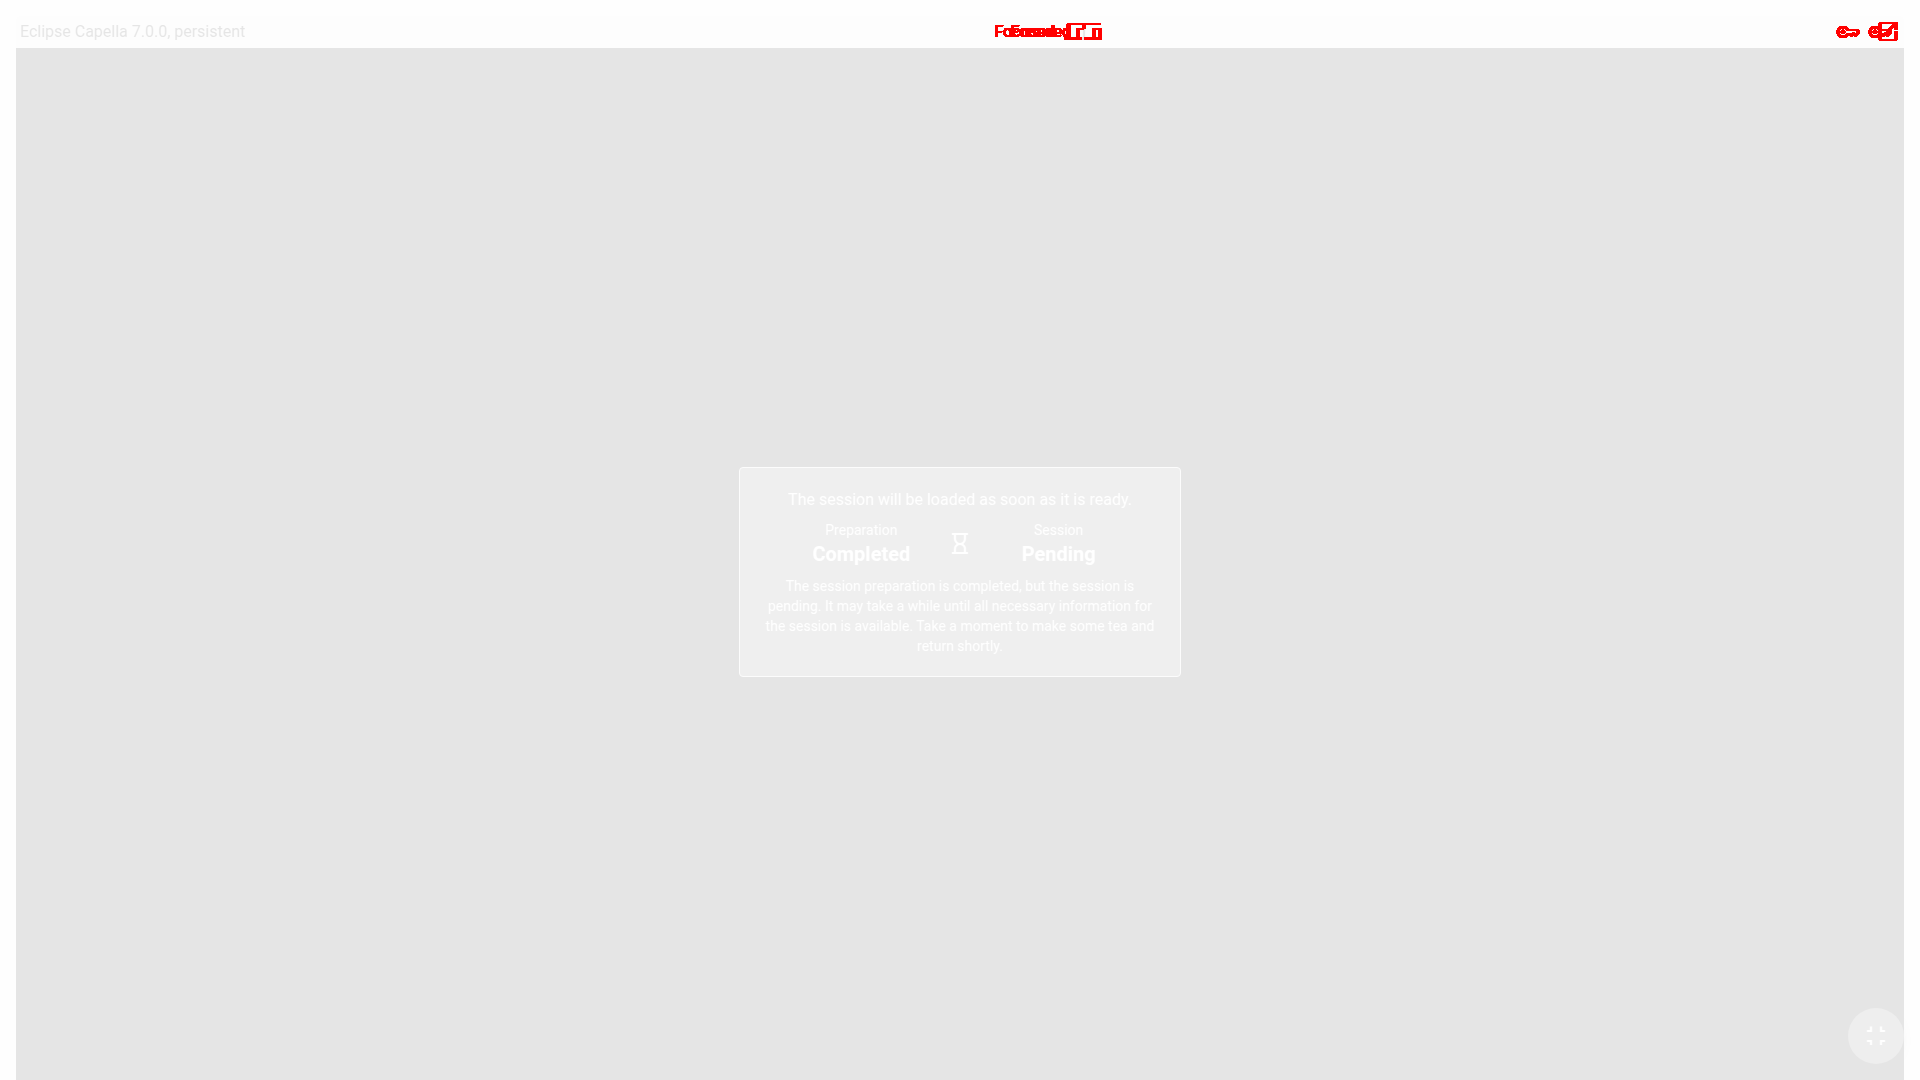 Eclipse Capella 7.0.0, persistent
The session will be loaded as soon as it is ready.
Preparation
Completed
Session
Pending
The session preparation is completed, but the session is
pending. It may take a while until all necessary information for
the session is available. Take a moment to make some tea and
return shortly.